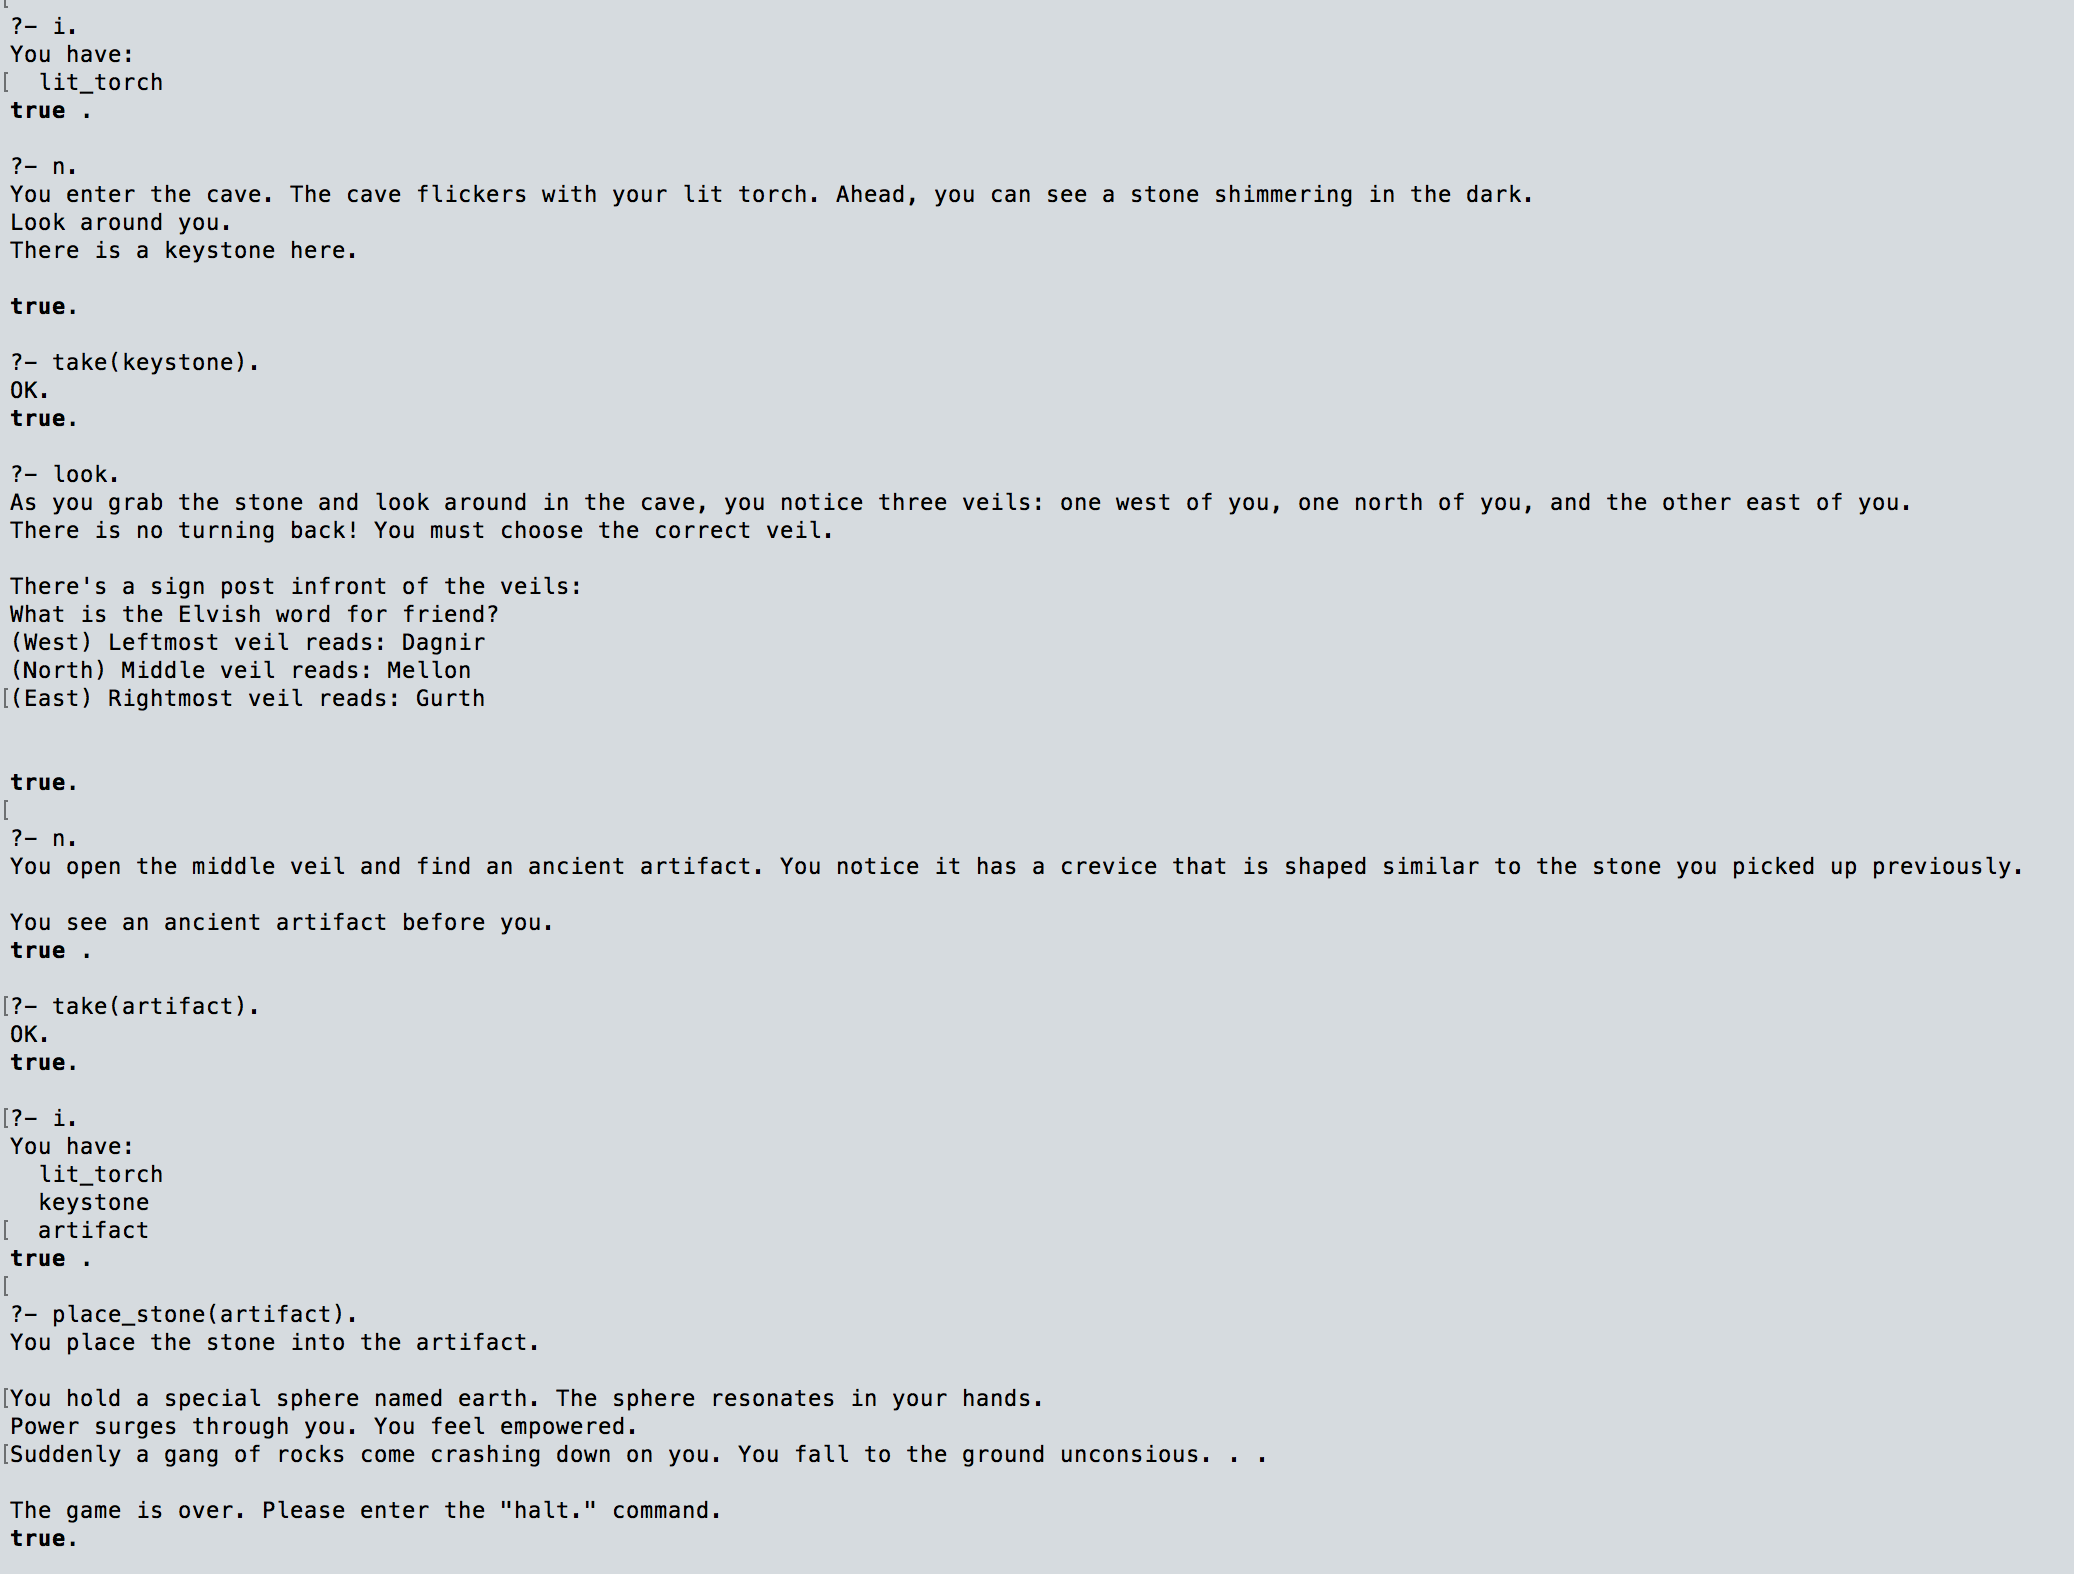 [
?- i.
You have:
[  lit_torch
true .
?- n.
You enter the cave. The cave flickers with your lit torch. Ahead, you can see a stone shimmering in the dark.
Look around you.
There is a keystone here.
true.
?- take(keystone).
OK.
true.
?- look.
As you grab the stone and look around in the cave, you notice three veils: one west of you, one north of you, and the other east of you.
There is no turning back! You must choose the correct veil.
There's a sign post infront of the veils:
What is the Elvish word for friend?
(West) Leftmost veil reads: Dagnir
(North) Middle veil reads: Mellon
[(East) Rightmost veil reads: Gurth
true.
[
?- n.
You open the middle veil and find an ancient artifact. You notice it has a crevice that is shaped similar to the stone you picked up previously.
You see an ancient artifact before you.
true .
[?- take(artifact).
OK.
true.
[?- i.
You have:
lit_torch
keystone
[  artifact
true .
[
?- place_stone(artifact).
You place the stone into the artifact.
[You hold a special sphere named earth. The sphere resonates in your hands.
Power surges through you. You feel empowered.
[Suddenly a gang of rocks come crashing down on you. You fall to the ground unconsious. . .
The game is over. Please enter the "halt." command.
true.